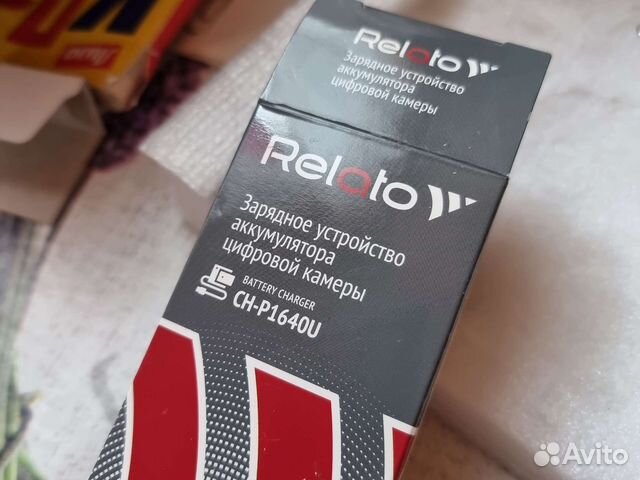 Relato
Зарядное устройство
аккумулятора
цифровой камеры
Relato
Зарядное устройство
аккумулятора
цифровой камеры
BATTERY CHARGER
CH-P1640U
Avito